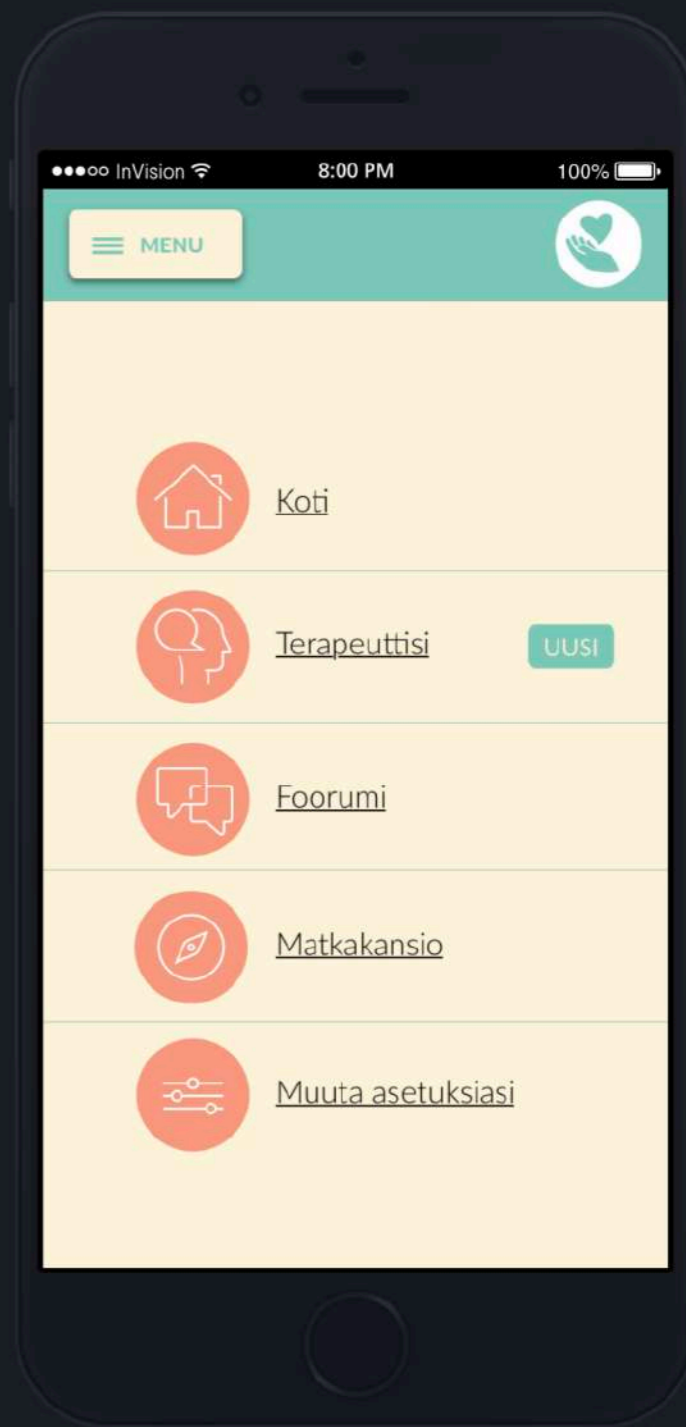 ●●●○○ InVision 8:00 PM 100%
MENU
Koti
Terapeuttisi UUSI
Foorumi
Matkakansio
Muuta asetuksiasi